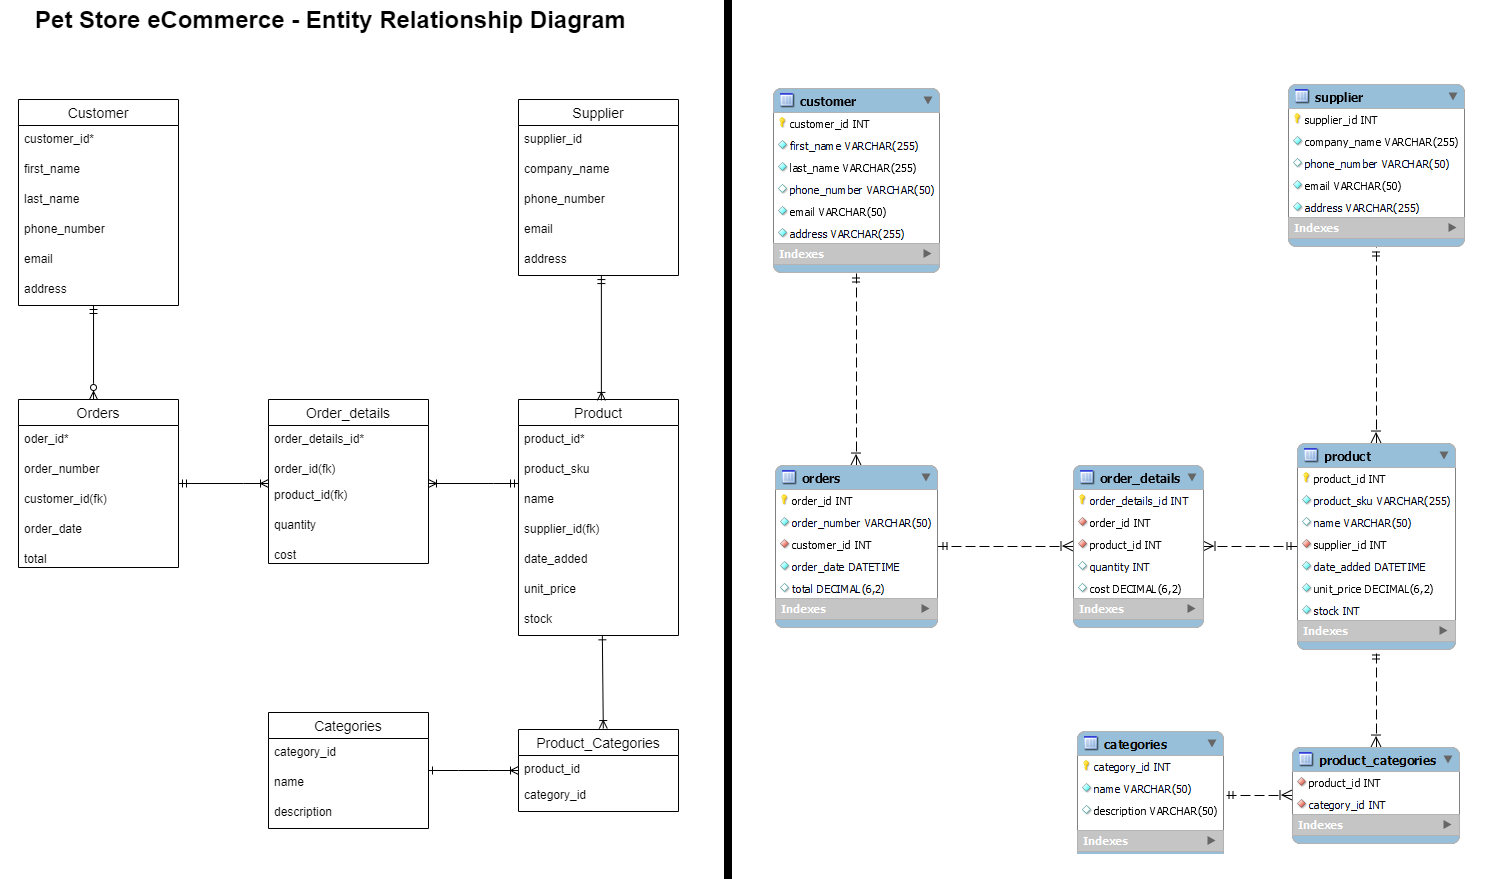 Pet Store eCommerce - Entity Relationship Diagram
Customer
customer_id*
first_name
last_name
phone_number
email
address
Supplier
supplier_id
company_name
phone_number
email
address
Orders
oder_id*
order_number
customer_id(fk)
order_date
total
Order_details
order_details_id*
order_id(fk)
product_id(fk)
quantity
cost
Product
product_id*
product_sku
name
supplier_id(fk)
date_added
unit_price
stock
Categories
category_id
name
description
Product_Categories
product_id
category_id
customer
customer_id INT
first_name VARCHAR(255)
last_name VARCHAR(255)
phone_number VARCHAR(50)
email VARCHAR(50)
address VARCHAR(255)
Indexes
supplier
supplier_id INT
company_name VARCHAR(255)
phone_number VARCHAR(50)
email VARCHAR(50)
address VARCHAR(255)
Indexes
orders
order_id INT
order_number VARCHAR(50)
customer_id INT
order_date DATETIME
total DECIMAL(6,2)
Indexes
order_details
order_details_id INT
order_id INT
product_id INT
quantity INT
cost DECIMAL(6,2)
Indexes
product
product_id INT
product_sku VARCHAR(255)
name VARCHAR(50)
supplier_id INT
date_added DATETIME
unit_price DECIMAL(6,2)
stock INT
Indexes
categories
category_id INT
name VARCHAR(50)
description VARCHAR(50)
Indexes
product_categories
product_id INT
category_id INT
Indexes